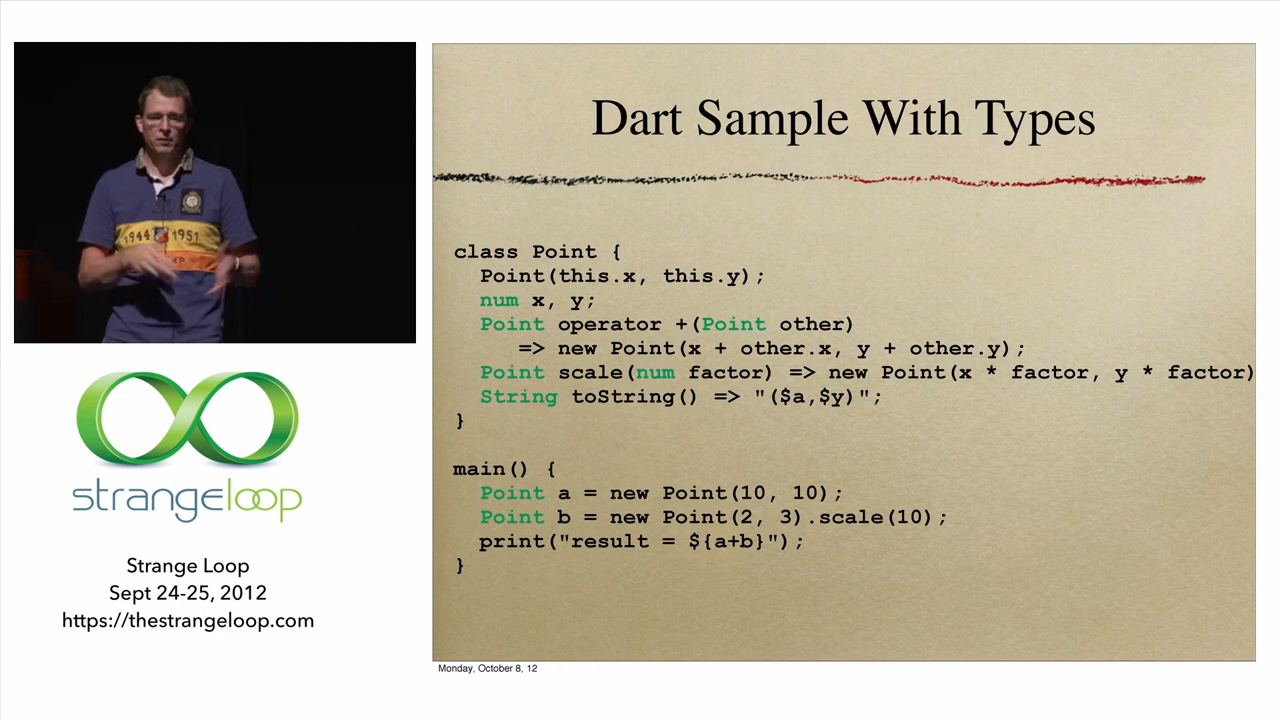 1944 1951
strangeloop
Strange Loop
Sept 24-25, 2012
https://thestrangeloop.com
Dart Sample With Types
class Point {
  Point(this.x, this.y);
  num x, y;
  Point operator +(Point other)
     => new Point(x + other.x, y + other.y);
  Point scale(num factor) => new Point(x * factor, y * factor)
  String toString() => "($a,$y)";
}
main() {
  Point a = new Point(10, 10);
  Point b = new Point(2, 3).scale(10);
  print("result = ${a+b}");
}
Monday, October 8, 12